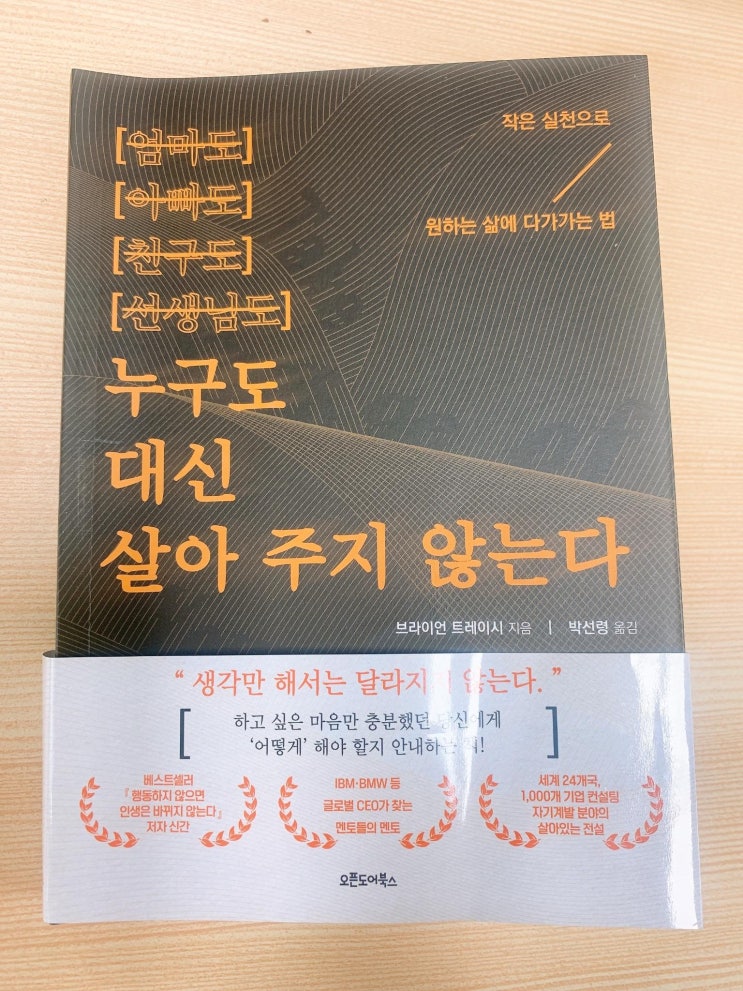 [엄마도]
[아빠도]
[친구도]
[선생님도]
누구도
대신
살아 주지 않는다
작은 실천으로
원하는 삶에 다가가는 법
브라이언 트레이시 지음 | 박선령 옮김
“ 생각만 해서는 달라지지 않는다. ”
하고 싶은 마음만 충분했던 당신에게
‘어떻게’ 해야 할지 안내하는 책!
베스트셀러
『행동하지 않으면
인생은 바뀌지 않는다』
저자 신간
IBM·BMW 등
글로벌 CEO가 찾는
멘토들의 멘토
세계 24개국,
1,000개 기업 컨설팅
자기계발 분야의
살아있는 전설
오픈도어북스